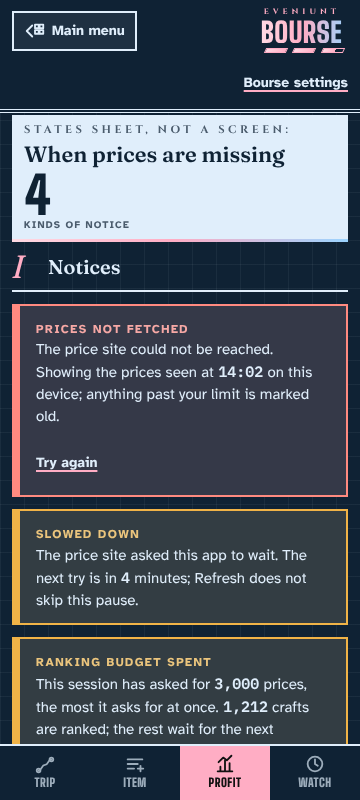 Main menu
EVENIUNT
BOURSE
Bourse settings
STATES SHEET, NOT A SCREEN:
When prices are missing
4
KINDS OF NOTICE
I Notices
PRICES NOT FETCHED
The price site could not be reached.
Showing the prices seen at 14:02 on this
device; anything past your limit is marked
old.
Try again
SLOWED DOWN
The price site asked this app to wait. The
next try is in 4 minutes; Refresh does not
skip this pause.
RANKING BUDGET SPENT
This session has asked for 3,000 prices,
the most it asks for at once. 1,212 crafts
are ranked; the rest wait for the next
TRIP
ITEM
PROFIT
WATCH